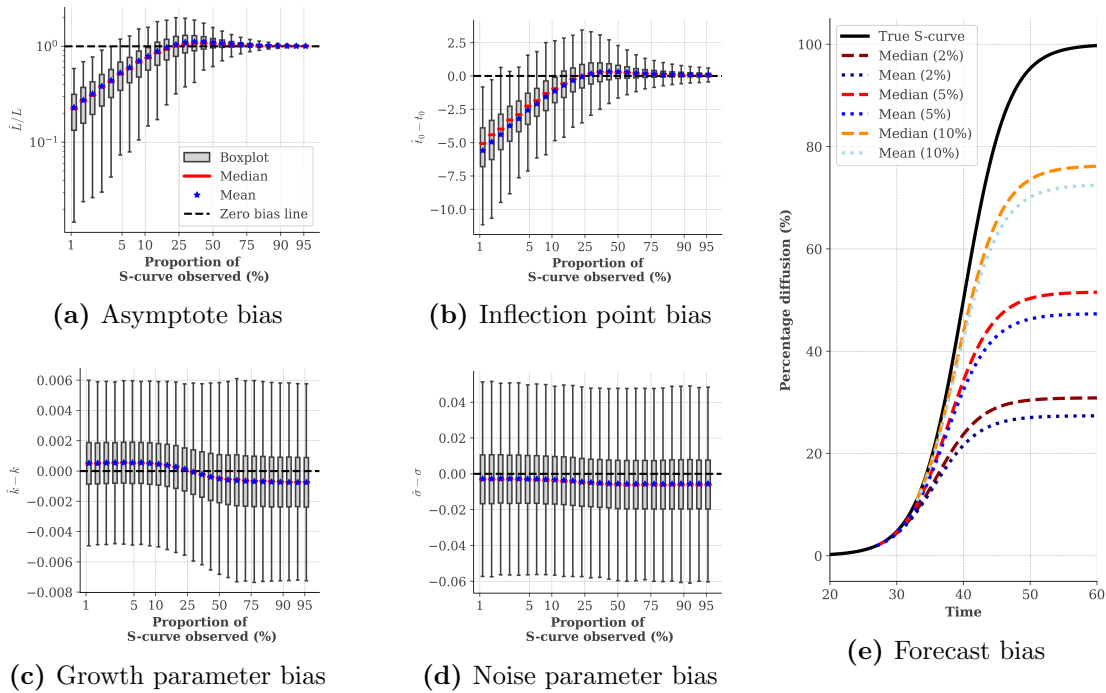 10⁰
10⁻¹
L̂/L
Boxplot
Median
Mean
Zero bias line
1 5 10 25 50 75 90 95
Proportion of
S-curve observed (%)
(a) Asymptote bias
2.5
0.0
−2.5
−5.0
−7.5
−10.0
t̂₀ − t₀
1 5 10 25 50 75 90 95
Proportion of
S-curve observed (%)
(b) Inflection point bias
0.006
0.004
0.002
0.000
−0.002
−0.004
−0.006
−0.008
k̂ − k
1 5 10 25 50 75 90 95
Proportion of
S-curve observed (%)
(c) Growth parameter bias
0.04
0.02
0.00
−0.02
−0.04
−0.06
σ̂ − σ
1 5 10 25 50 75 90 95
Proportion of
S-curve observed (%)
(d) Noise parameter bias
True S-curve
Median (2%)
Mean (2%)
Median (5%)
Mean (5%)
Median (10%)
Mean (10%)
100
80
60
40
20
0
Percentage diffusion (%)
20 30 40 50 60
Time
(e) Forecast bias